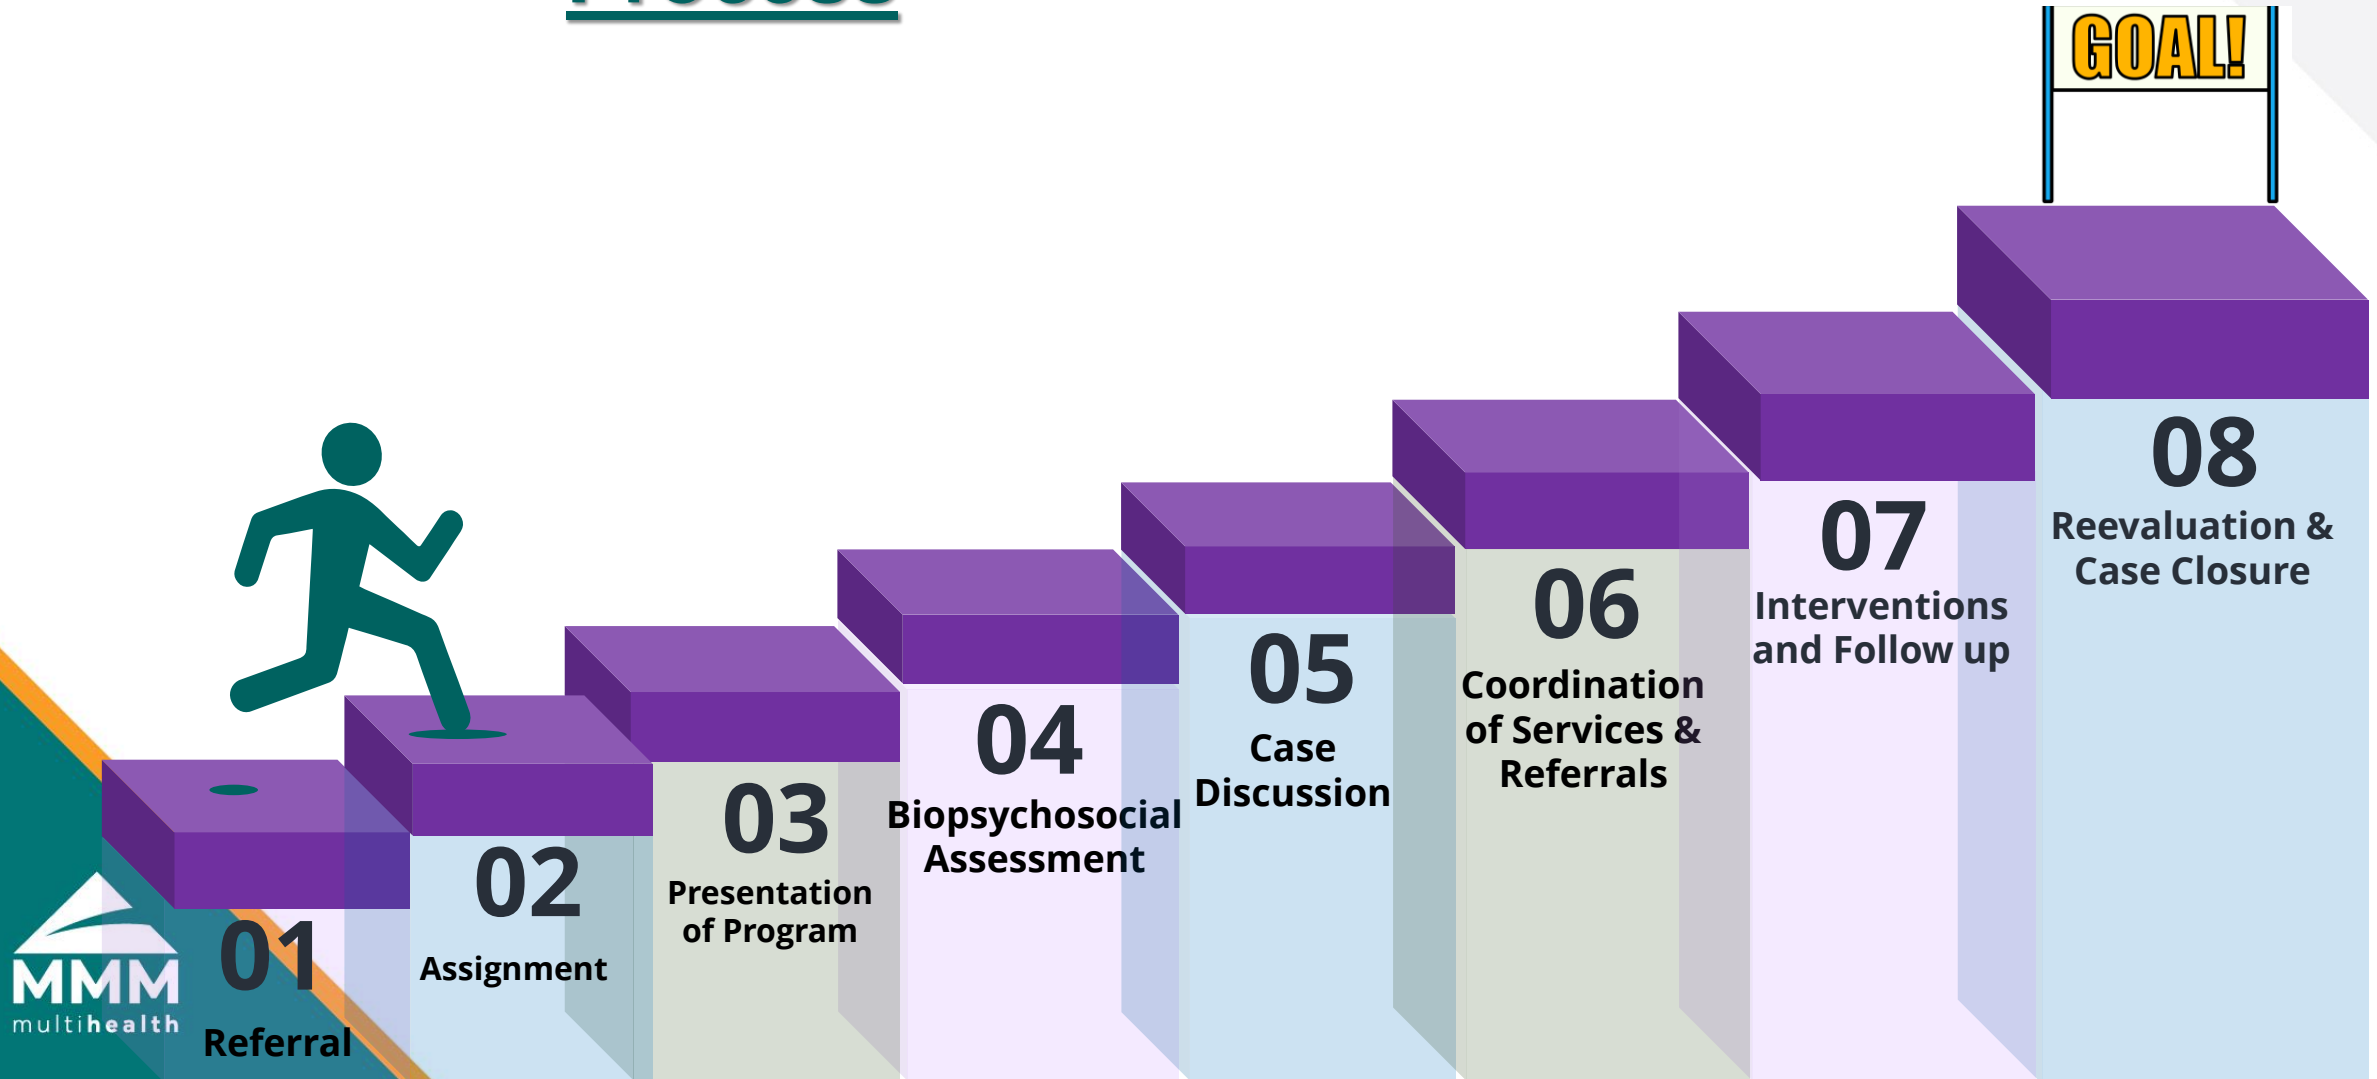 Process
GOAL!
01
Referral
02
Assignment
03
Presentation
of Program
04
Biopsychosocial
Assessment
05
Case
Discussion
06
Coordination
of Services &
Referrals
07
Interventions
and Follow up
08
Reevaluation &
Case Closure
MMM
multihealth